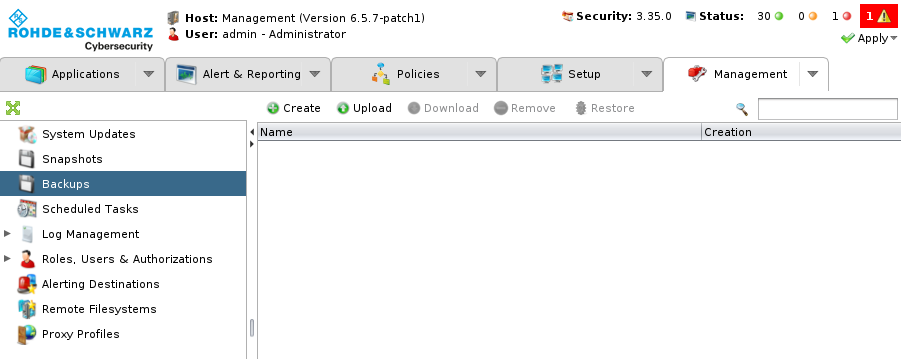 ROHDE&SCHWARZ
Cybersecurity
Host: Management (Version 6.5.7-patch1)
User: admin - Administrator
Security: 3.35.0
Status: 30 0 1 1
Apply
Applications
Alert & Reporting
Policies
Setup
Management
Create
Upload
Download
Remove
Restore
System Updates
Snapshots
Backups
Scheduled Tasks
Log Management
Roles, Users & Authorizations
Alerting Destinations
Remote Filesystems
Proxy Profiles
Name
Creation